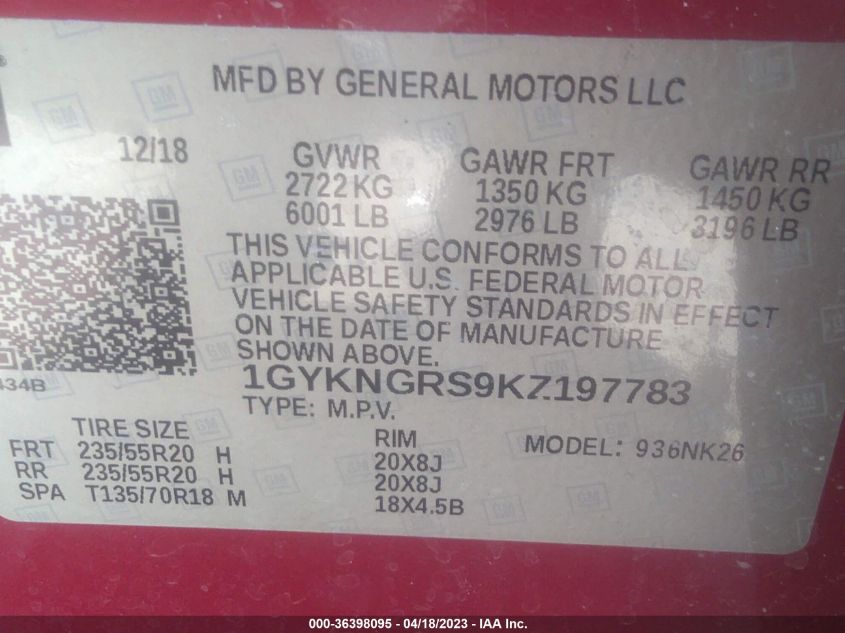 MFD BY GENERAL MOTORS LLC
12/18 GVWR GAWR FRT GAWR RR
2722 KG 1350 KG 1450 KG
6001 LB 2976 LB 3196 LB
THIS VEHICLE CONFORMS TO ALL
APPLICABLE U.S. FEDERAL MOTOR
VEHICLE SAFETY STANDARDS IN EFFECT
ON THE DATE OF MANUFACTURE
SHOWN ABOVE.
1GYKNGRS9KZ197783
TYPE: M.P.V.
TIRE SIZE RIM MODEL: 936NK26
FRT 235/55R20 H 20X8J
RR 235/55R20 H 20X8J
SPA T135/70R18 M 18X4.5B
000-36398095 - 04/18/2023 - IAA Inc.